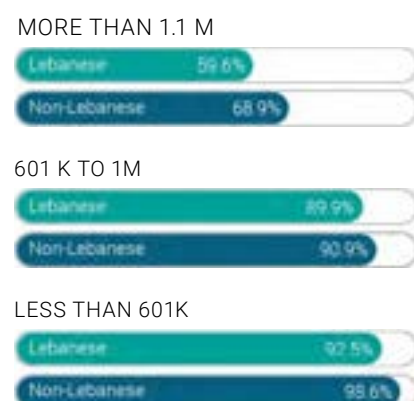 MORE THAN 1.1 M
Lebanese 59.6%
Non-Lebanese 68.9%
601 K TO 1M
Lebanese 89.9%
Non-Lebanese 90.9%
LESS THAN 601K
Lebanese 92.5%
Non-Lebanese 98.6%